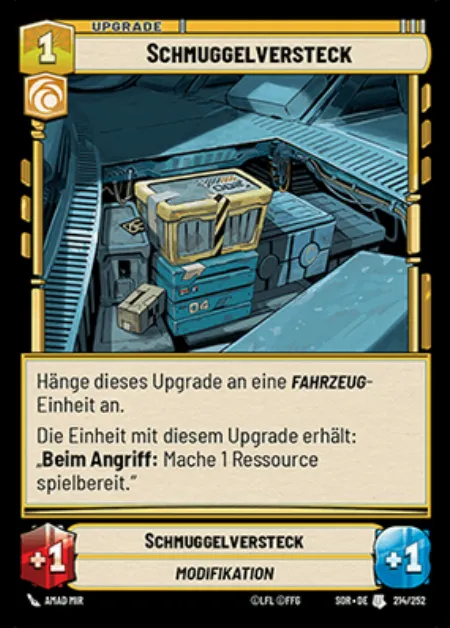 UPGRADE
1
SCHMUGGELVERSTECK
04
Hänge dieses Upgrade an eine FAHRZEUG-
Einheit an.
Die Einheit mit diesem Upgrade erhält:
„Beim Angriff: Mache 1 Ressource
spielbereit.“
+1
SCHMUGGELVERSTECK
+1
MODIFIKATION
AMAD MIR
©LFL ©FFG
SOR • DE
214/252